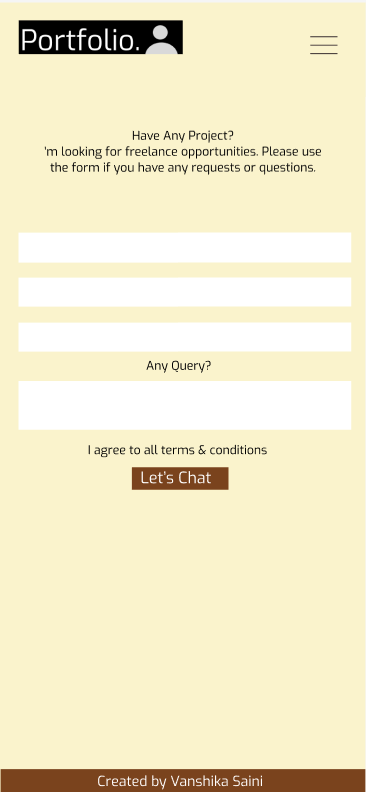 Portfolio.
Have Any Project?
'm looking for freelance opportunities. Please use
the form if you have any requests or questions.
Any Query?
I agree to all terms & conditions
Let's Chat
Created by Vanshika Saini